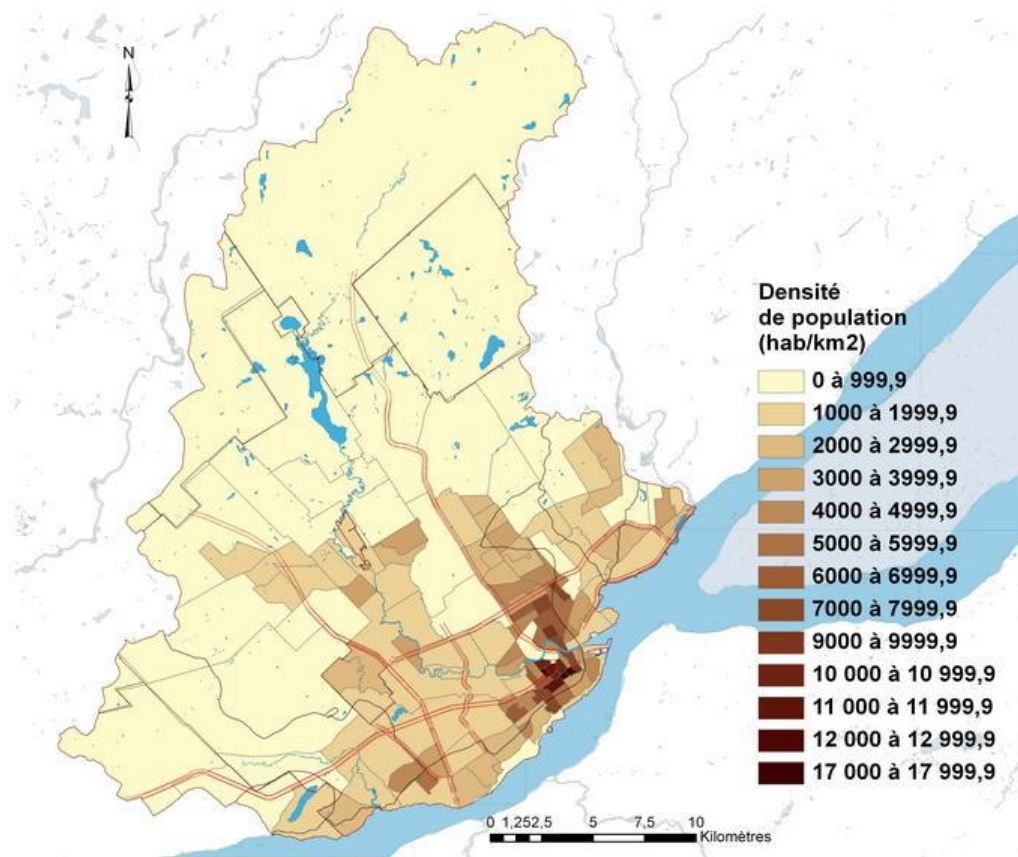 N
Densité
de population
(hab/km2)
0 à 999,9
1000 à 1999,9
2000 à 2999,9
3000 à 3999,9
4000 à 4999,9
5000 à 5999,9
6000 à 6999,9
7000 à 7999,9
9000 à 9999,9
10 000 à 10 999,9
11 000 à 11 999,9
12 000 à 12 999,9
17 000 à 17 999,9
0 1,252,5 5 7,5 10
Kilomètres